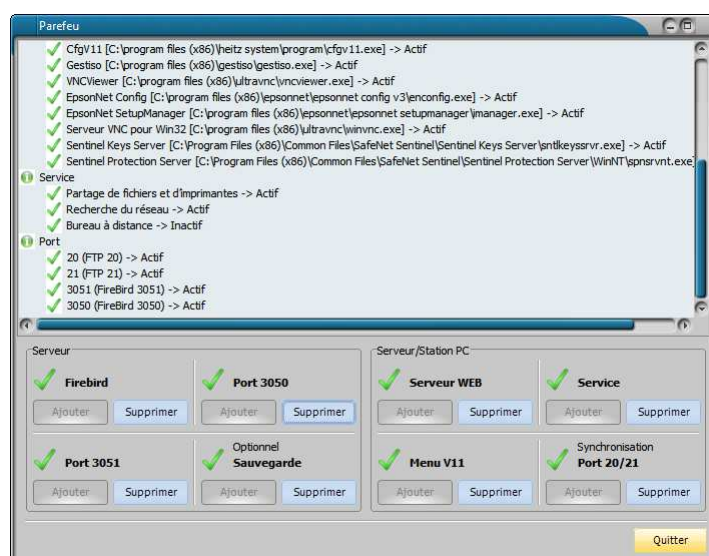 Parefeu
CfgV11 [C:\program files (x86)\heitz system\program\cfgv11.exe] -> Actif
Gestiso [C:\program files (x86)\gestiso\gestiso.exe] -> Actif
VNCViewer [C:\program files (x86)\ultravnc\vncviewer.exe] -> Actif
EpsonNet Config [C:\program files (x86)\epsonnet\epsonnet config v3\enconfig.exe] -> Actif
EpsonNet SetupManager [C:\program files (x86)\epsonnet\epsonnet setupmanager\manager.exe] -> Actif
Serveur VNC pour Win32 [C:\program files (x86)\ultravnc\winvnc.exe] -> Actif
Sentinel Keys Server [C:\Program Files (x86)\Common Files\SafeNet Sentinel\Sentinel Keys Server\sntlkeyssrvr.exe] -> Actif
Sentinel Protection Server [C:\Program Files (x86)\Common Files\SafeNet Sentinel\Sentinel Protection Server\WinNT\spnsrvnt.exe]
Service
Partage de fichiers et d'imprimantes -> Actif
Recherche du réseau -> Actif
Bureau à distance -> Inactif
Port
20 (FTP 20) -> Actif
21 (FTP 21) -> Actif
3051 (FireBird 3051) -> Actif
3050 (FireBird 3050) -> Actif
Serveur
Serveur/Station PC
Firebird
Port 3050
Serveur WEB
Service
Ajouter Supprimer Ajouter Supprimer Ajouter Supprimer Ajouter Supprimer
Port 3051
Optionnel
Sauvegarde
Menu V11
Synchronisation
Port 20/21
Ajouter Supprimer Ajouter Supprimer Ajouter Supprimer Ajouter Supprimer
Quitter